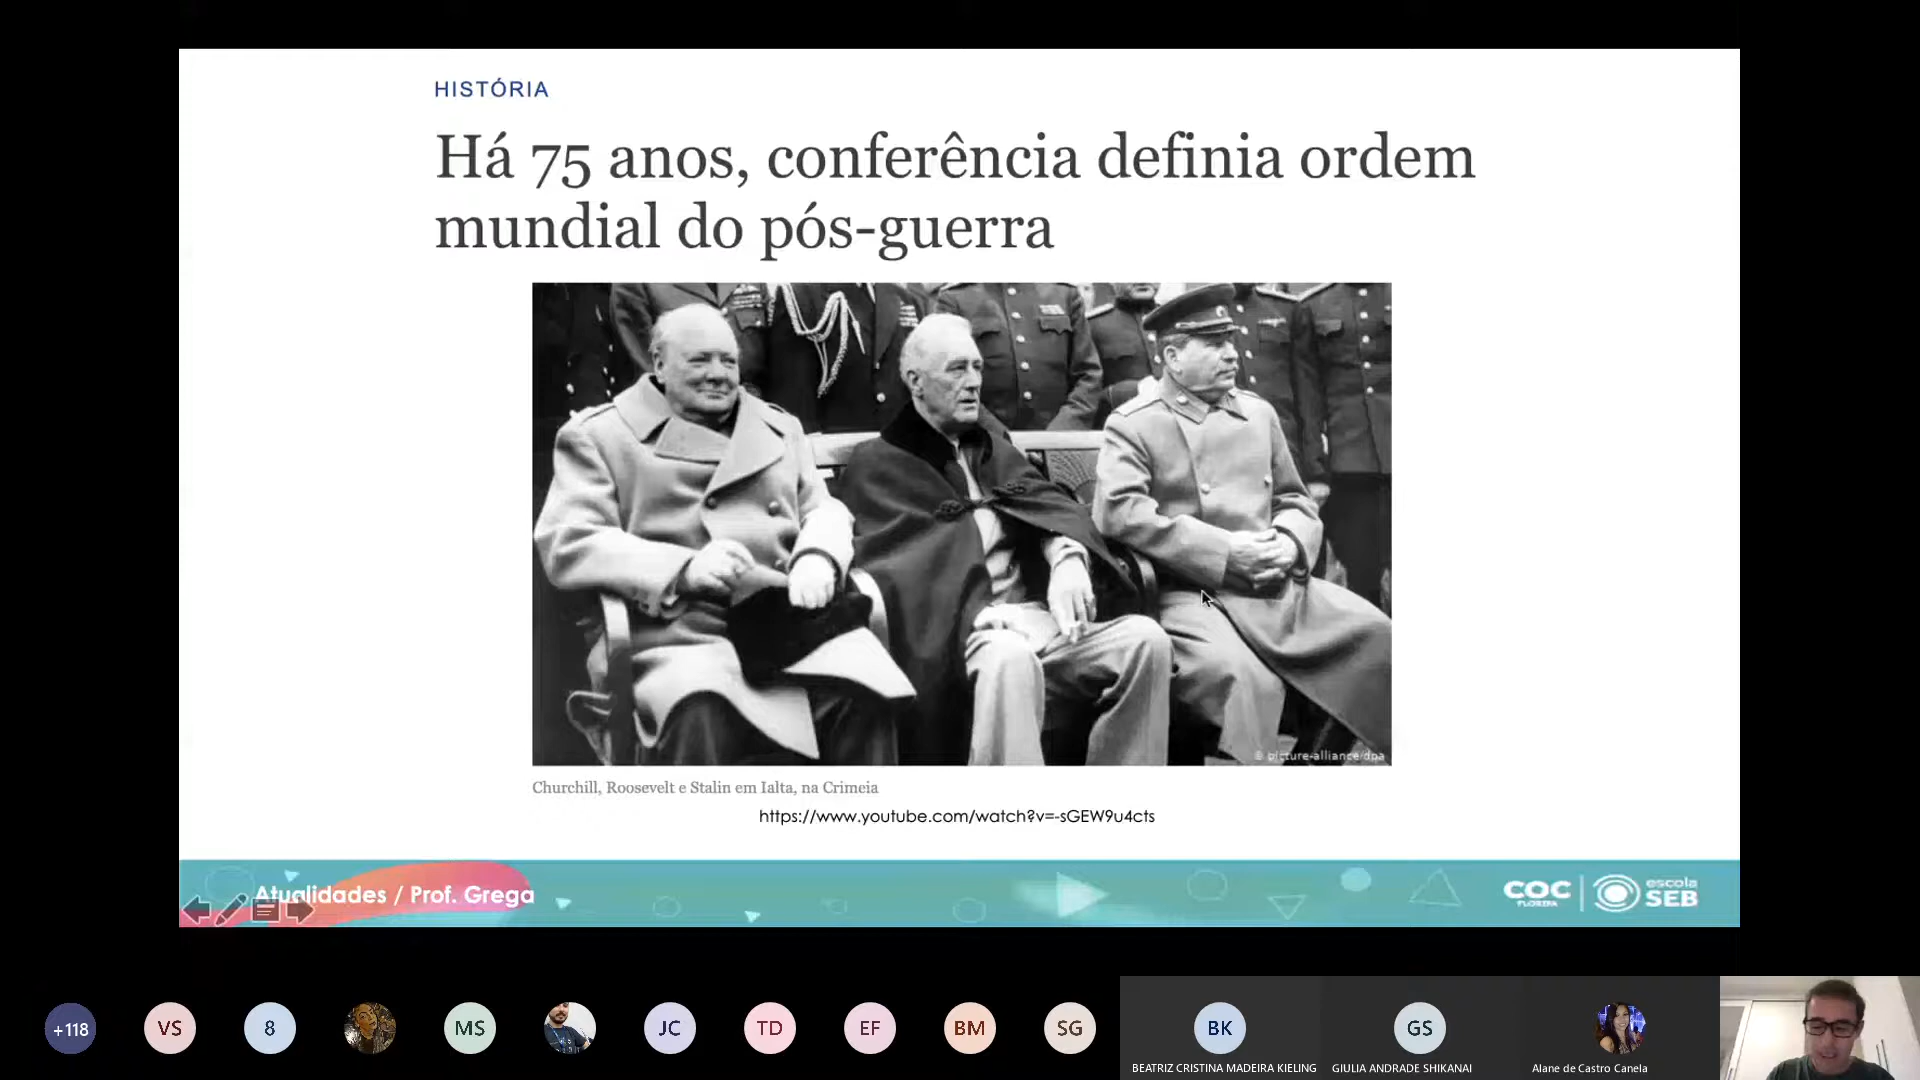 HISTÓRIA
Há 75 anos, conferência definia ordem
mundial do pós-guerra
© picture-alliance/dpa
Churchill, Roosevelt e Stalin em Ialta, na Crimeia
https://www.youtube.com/watch?v=-sGEW9u4cts
Atualidades / Prof. Grega
COC
FLORIPA
escola
SEB
+118
VS
8
MS
JC
TD
EF
BM
SG
BK
GS
BEATRIZ CRISTINA MADEIRA KIELING
GIULIA ANDRADE SHIKANAI
Alane de Castro Canela